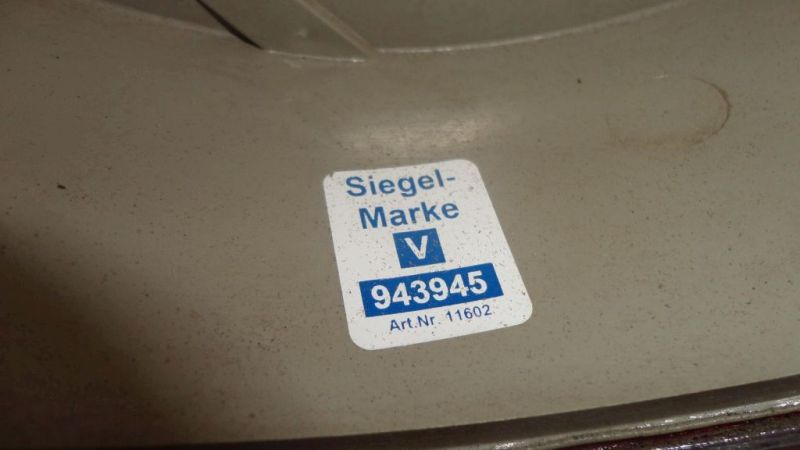 Siegel-
Marke
V
943945
Art.Nr. 11602